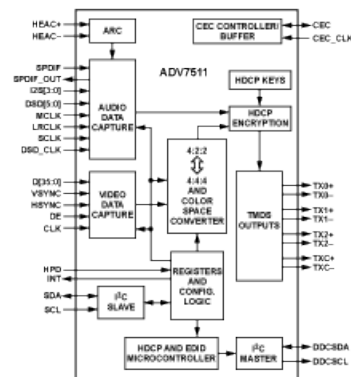 HEAC+
HEAC–
ARC
CEC CONTROLLER/
BUFFER
CEC
CEC_CLK
ADV7511
SPDIF
SPDIF_OUT
I2S[3:0]
DSD[5:0]
MCLK
LRCLK
SCLK
DSD_CLK
AUDIO
DATA
CAPTURE
HDCP KEYS
HDCP
ENCRYPTION
4:2:2
4:4:4
AND
COLOR
SPACE
CONVERTER
D[35:0]
VSYNC
HSYNC
DE
CLK
VIDEO
DATA
CAPTURE
TMDS
OUTPUTS
TX0+
TX0–
TX1+
TX1–
TX2+
TX2–
TXC+
TXC–
HPD
INT
REGISTERS
AND
CONFIG.
LOGIC
SDA
SCL
I²C
SLAVE
HDCP AND EDID
MICROCONTROLLER
I²C
MASTER
DDCSDA
DDCSCL